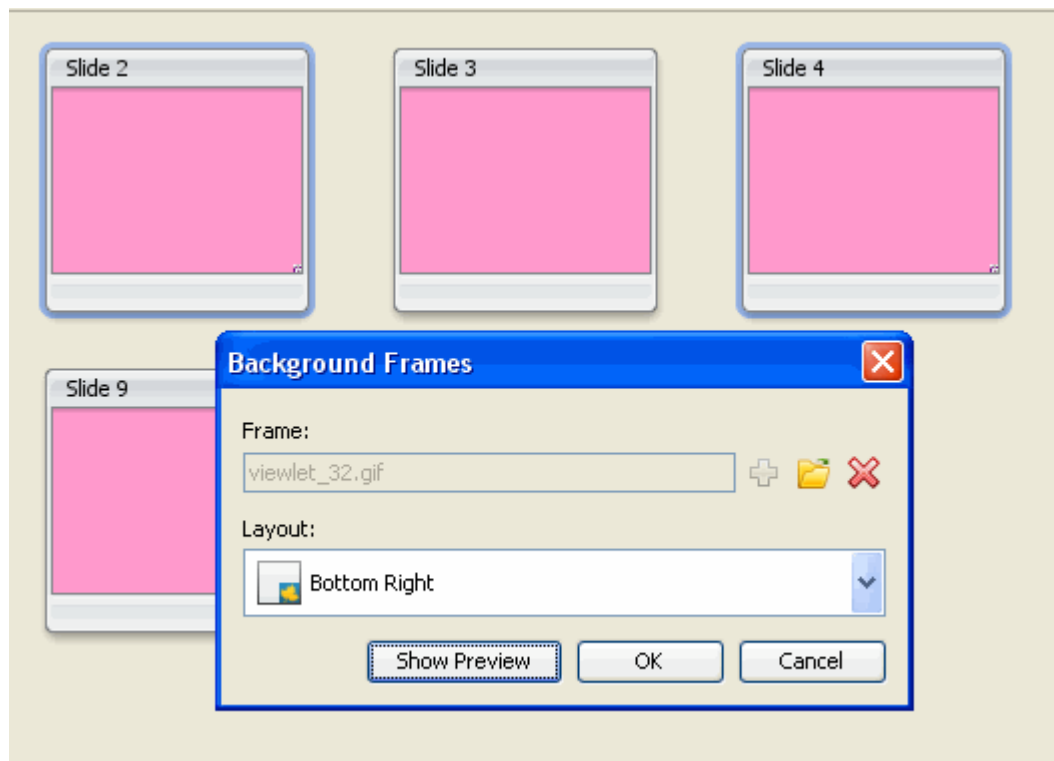 Slide 2
Slide 3
Slide 4
Slide 9
Background Frames
Frame:
viewlet_32.gif
Layout:
Bottom Right
Show Preview
OK
Cancel